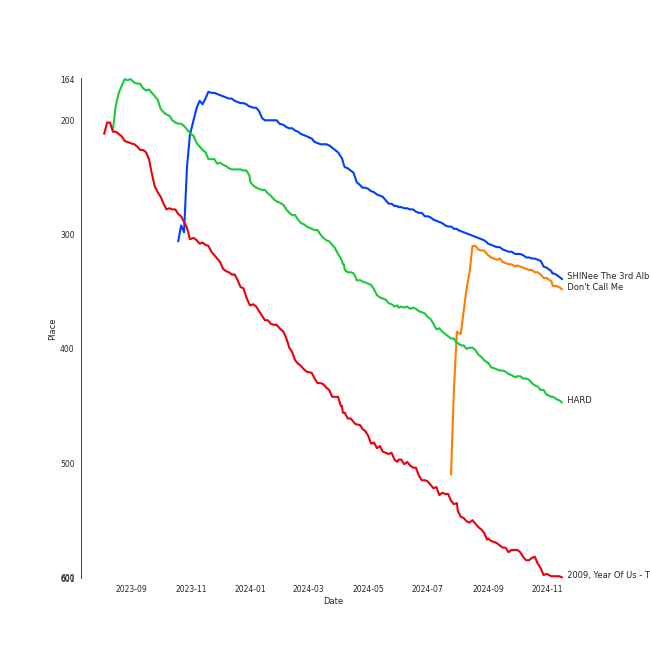 164
200
300
400
500
Place
SHINee The 3rd Alb
Don't Call Me
HARD
2009, Year Of Us - T
2023-09
2023-11
2024-01
2024-03
2024-05
2024-07
2024-09
2024-11
Date